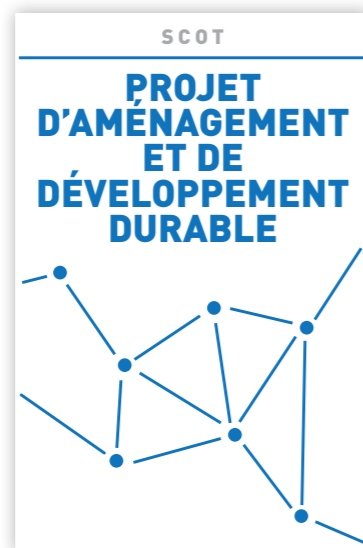 SCOT
PROJET
D'AMÉNAGEMENT
ET DE
DÉVELOPPEMENT
DURABLE